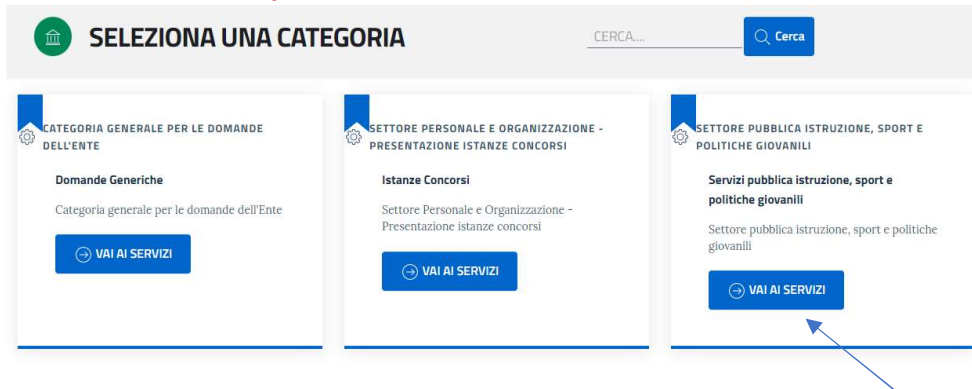 SELEZIONA UNA CATEGORIA
CERCA....
Cerca
CATEGORIA GENERALE PER LE DOMANDE
DELL'ENTE
Domande Generiche
Categoria generale per le domande dell'Ente
VAI AI SERVIZI
SETTORE PERSONALE E ORGANIZZAZIONE -
PRESENTAZIONE ISTANZE CONCORSI
Istanze Concorsi
Settore Personale e Organizzazione -
Presentazione istanze concorsi
VAI AI SERVIZI
SETTORE PUBBLICA ISTRUZIONE, SPORT E
POLITICHE GIOVANILI
Servizi pubblica istruzione, sport e
politiche giovanili
Settore pubblica istruzione, sport e politiche
giovanili
VAI AI SERVIZI